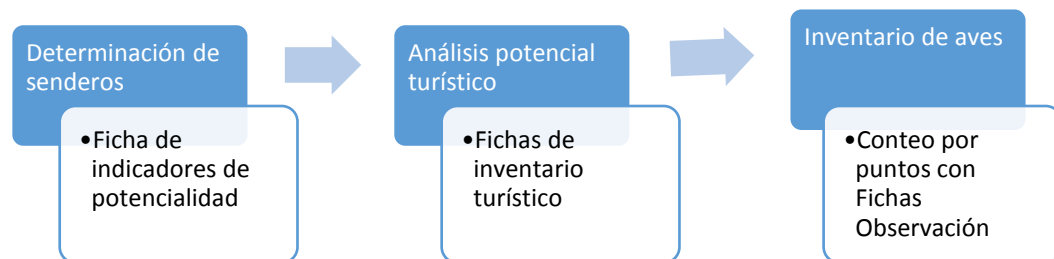 Determinación de
senderos
•Ficha de
indicadores de
potencialidad
Análisis potencial
turístico
•Fichas de
inventario
turístico
Inventario de aves
•Conteo por
puntos con
Fichas
Observación